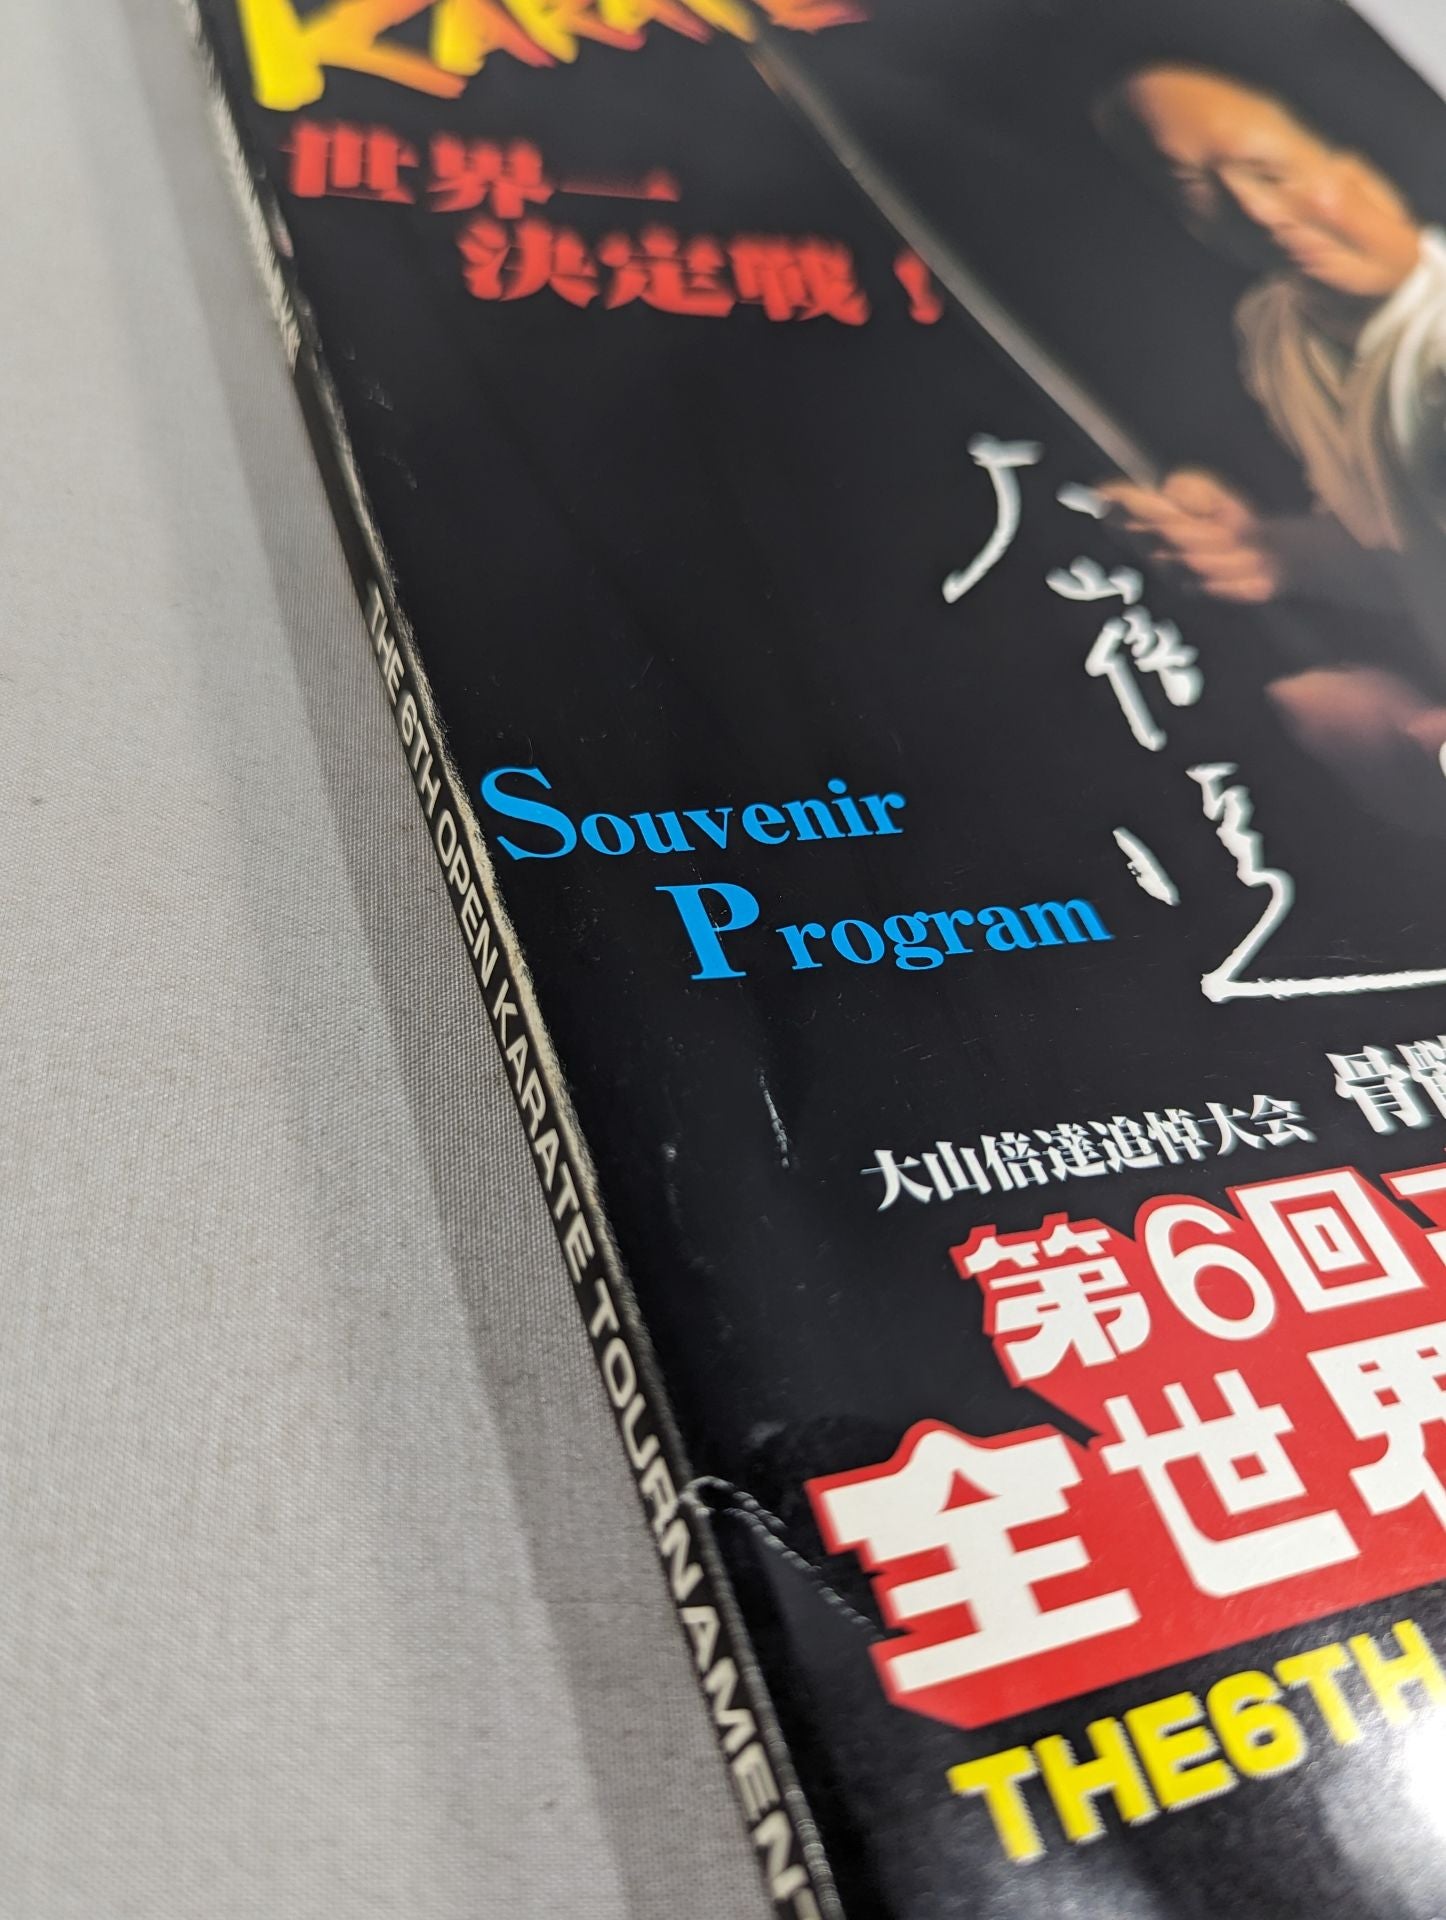 KARATE
世界一
決定戦!
大山倍達
Souvenir
Program
大山倍達追悼大会
第6回
全世界
THE6TH
THE 6TH OPEN KARATE TOURNAMENT